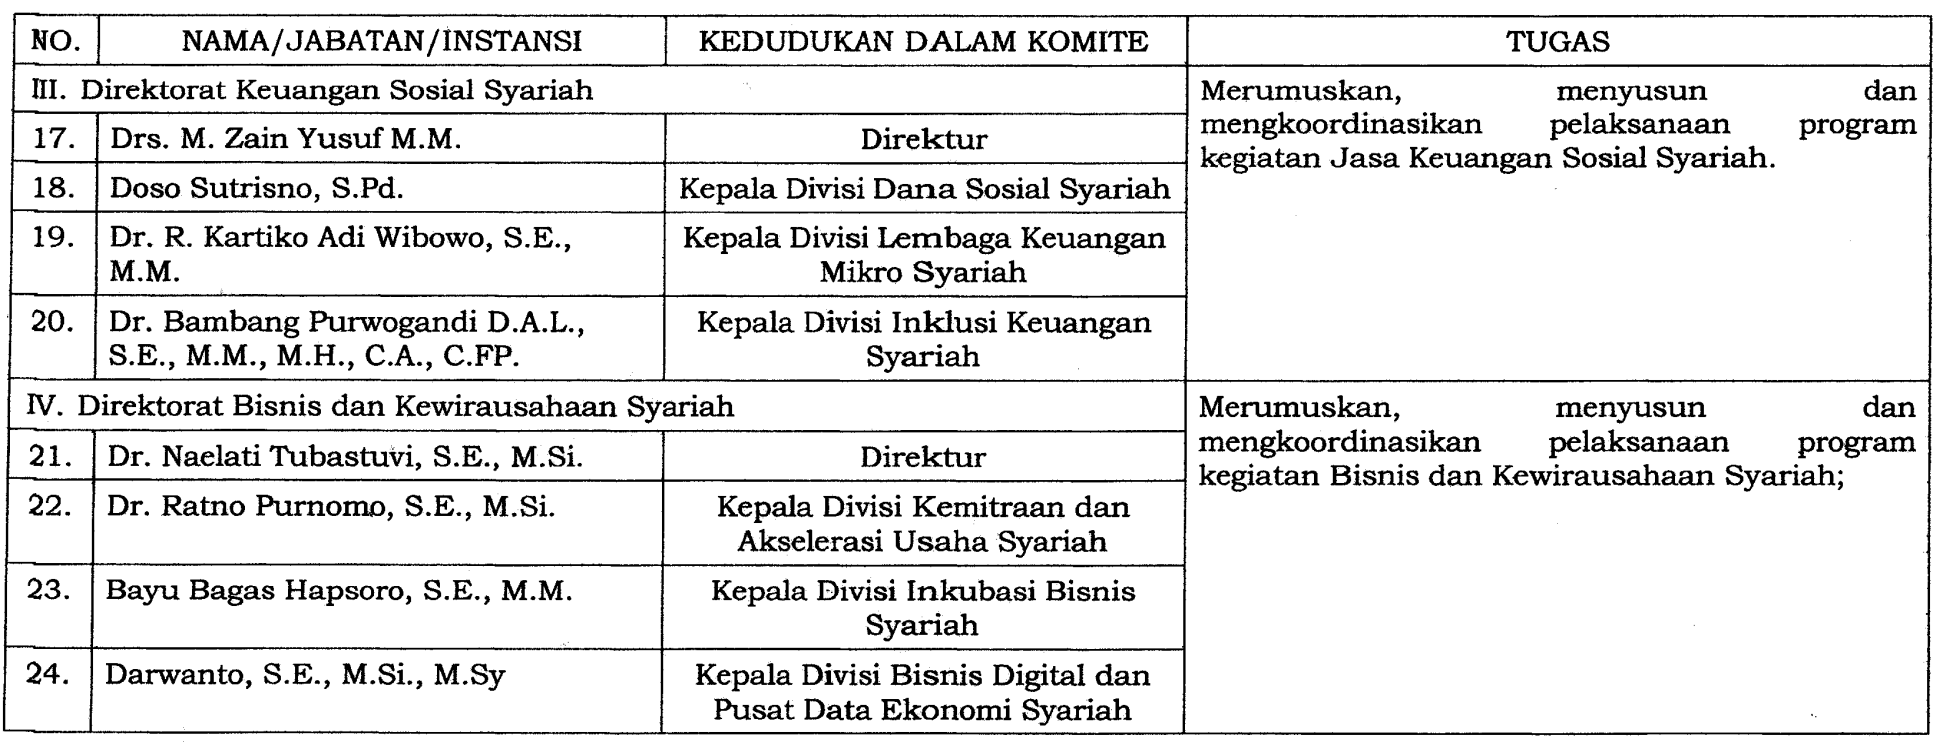 NO. NAMA/JABATAN/INSTANSI KEDUDUKAN DALAM KOMITE TUGAS
III. Direktorat Keuangan Sosial Syariah
Merumuskan, menyusun dan
mengkoordinasikan pelaksanaan program
kegiatan Jasa Keuangan Sosial Syariah.
17. Drs. M. Zain Yusuf M.M. Direktur
18. Doso Sutrisno, S.Pd. Kepala Divisi Dana Sosial Syariah
19. Dr. R. Kartiko Adi Wibowo, S.E., Kepala Divisi Lembaga Keuangan
M.M. Mikro Syariah
20. Dr. Bambang Purwogandi D.A.L., Kepala Divisi Inklusi Keuangan
S.E., M.M., M.H., C.A., C.FP. Syariah
IV. Direktorat Bisnis dan Kewirausahaan Syariah
Merumuskan, menyusun dan
mengkoordinasikan pelaksanaan program
kegiatan Bisnis dan Kewirausahaan Syariah;
21. Dr. Naelati Tubastuvi, S.E., M.Si. Direktur
22. Dr. Ratno Purnomo, S.E., M.Si. Kepala Divisi Kemitraan dan
Akselerasi Usaha Syariah
23. Bayu Bagas Hapsoro, S.E., M.M. Kepala Divisi Inkubasi Bisnis
Syariah
24. Darwanto, S.E., M.Si., M.Sy Kepala Divisi Bisnis Digital dan
Pusat Data Ekonomi Syariah